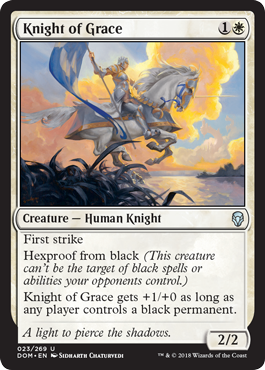 Knight of Grace 1
Creature — Human Knight
First strike
Hexproof from black (This creature
can't be the target of black spells or
abilities your opponents control.)
Knight of Grace gets +1/+0 as long as
any player controls a black permanent.
A light to pierce the shadows.
2/2
023/269 U
DOM • EN Sidharth Chaturvedi
™ & © 2018 Wizards of the Coast